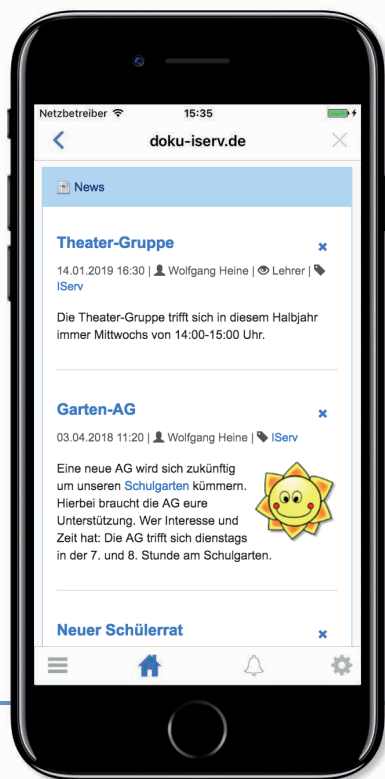 Netzbetreiber 15:35
doku-iserv.de
News
Theater-Gruppe
14.01.2019 16:30 | Wolfgang Heine | Lehrer |
IServ
Die Theater-Gruppe trifft sich in diesem Halbjahr
immer Mittwochs von 14:00-15:00 Uhr.
Garten-AG
03.04.2018 11:20 | Wolfgang Heine | IServ
Eine neue AG wird sich zukünftig
um unseren Schulgarten kümmern.
Hierbei braucht die AG eure
Unterstützung. Wer Interesse und
Zeit hat: Die AG trifft sich dienstags
in der 7. und 8. Stunde am Schulgarten.
Neuer Schülerrat